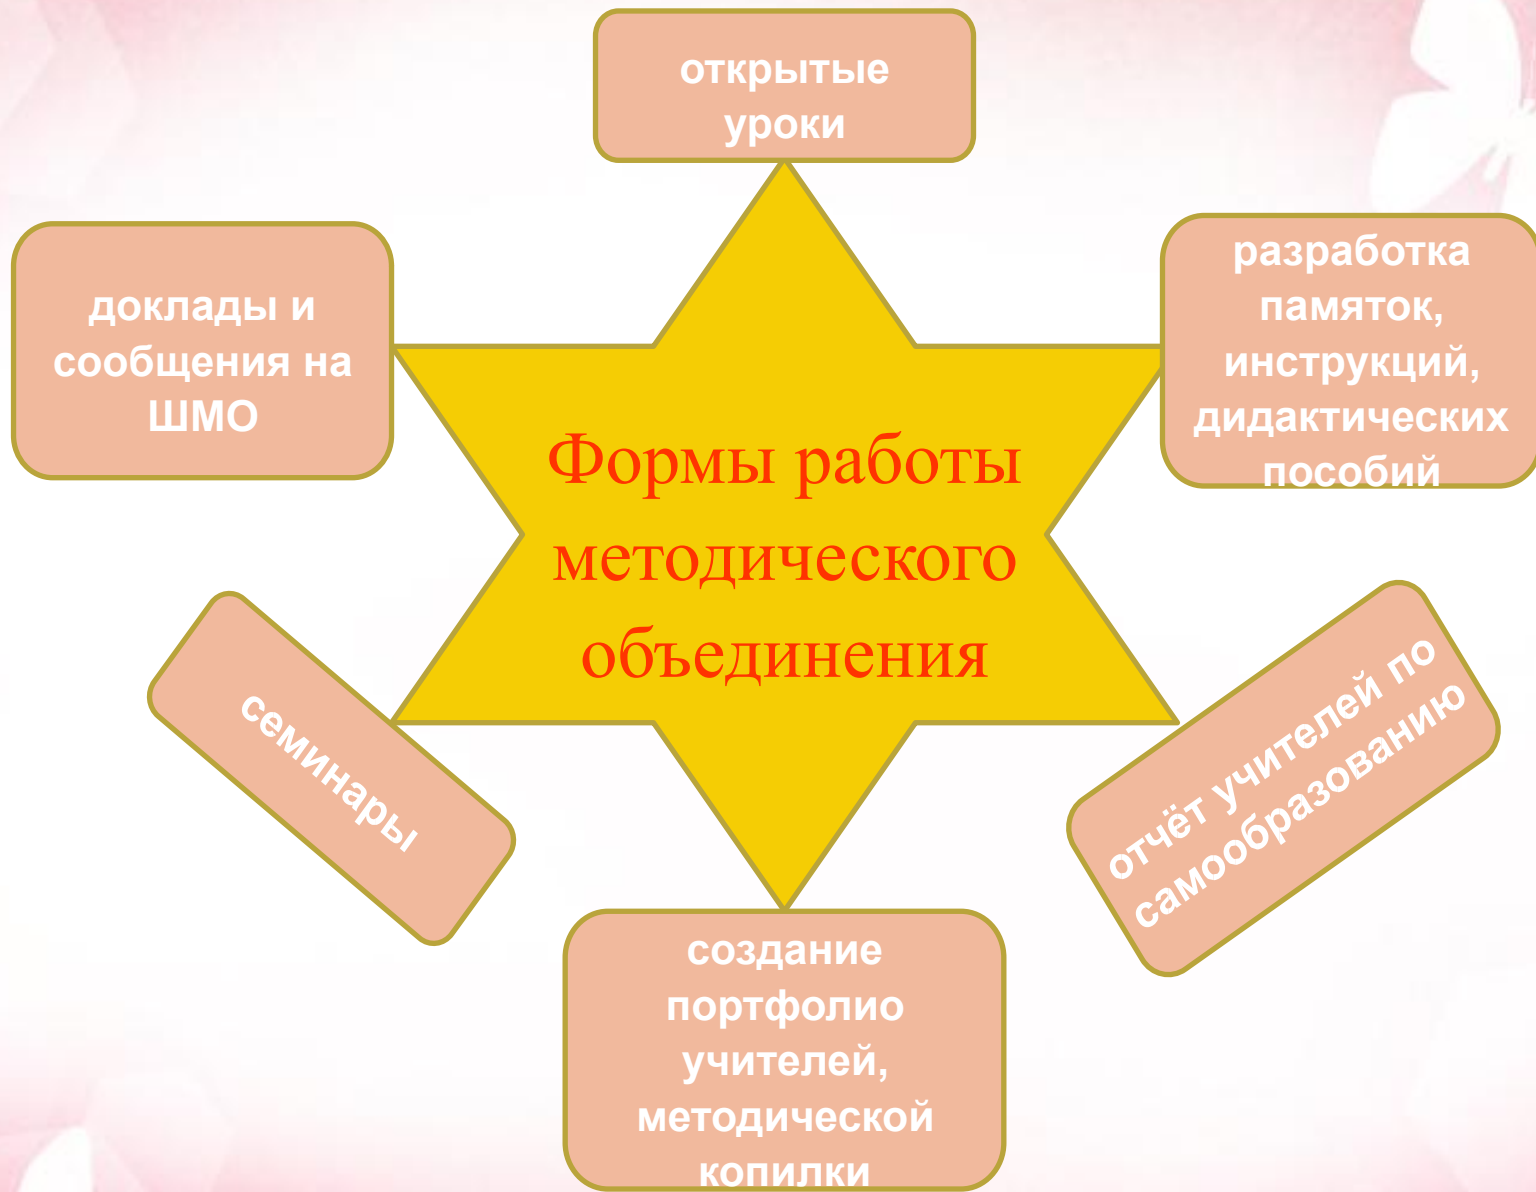 открытые
уроки
доклады и
сообщения на
ШМО
разработка
памяток,
инструкций,
дидактических
пособий
Формы работы
методического
объединения
семинары
отчёт учителей по
самообразованию
создание
портфолио
учителей,
методической
копилки